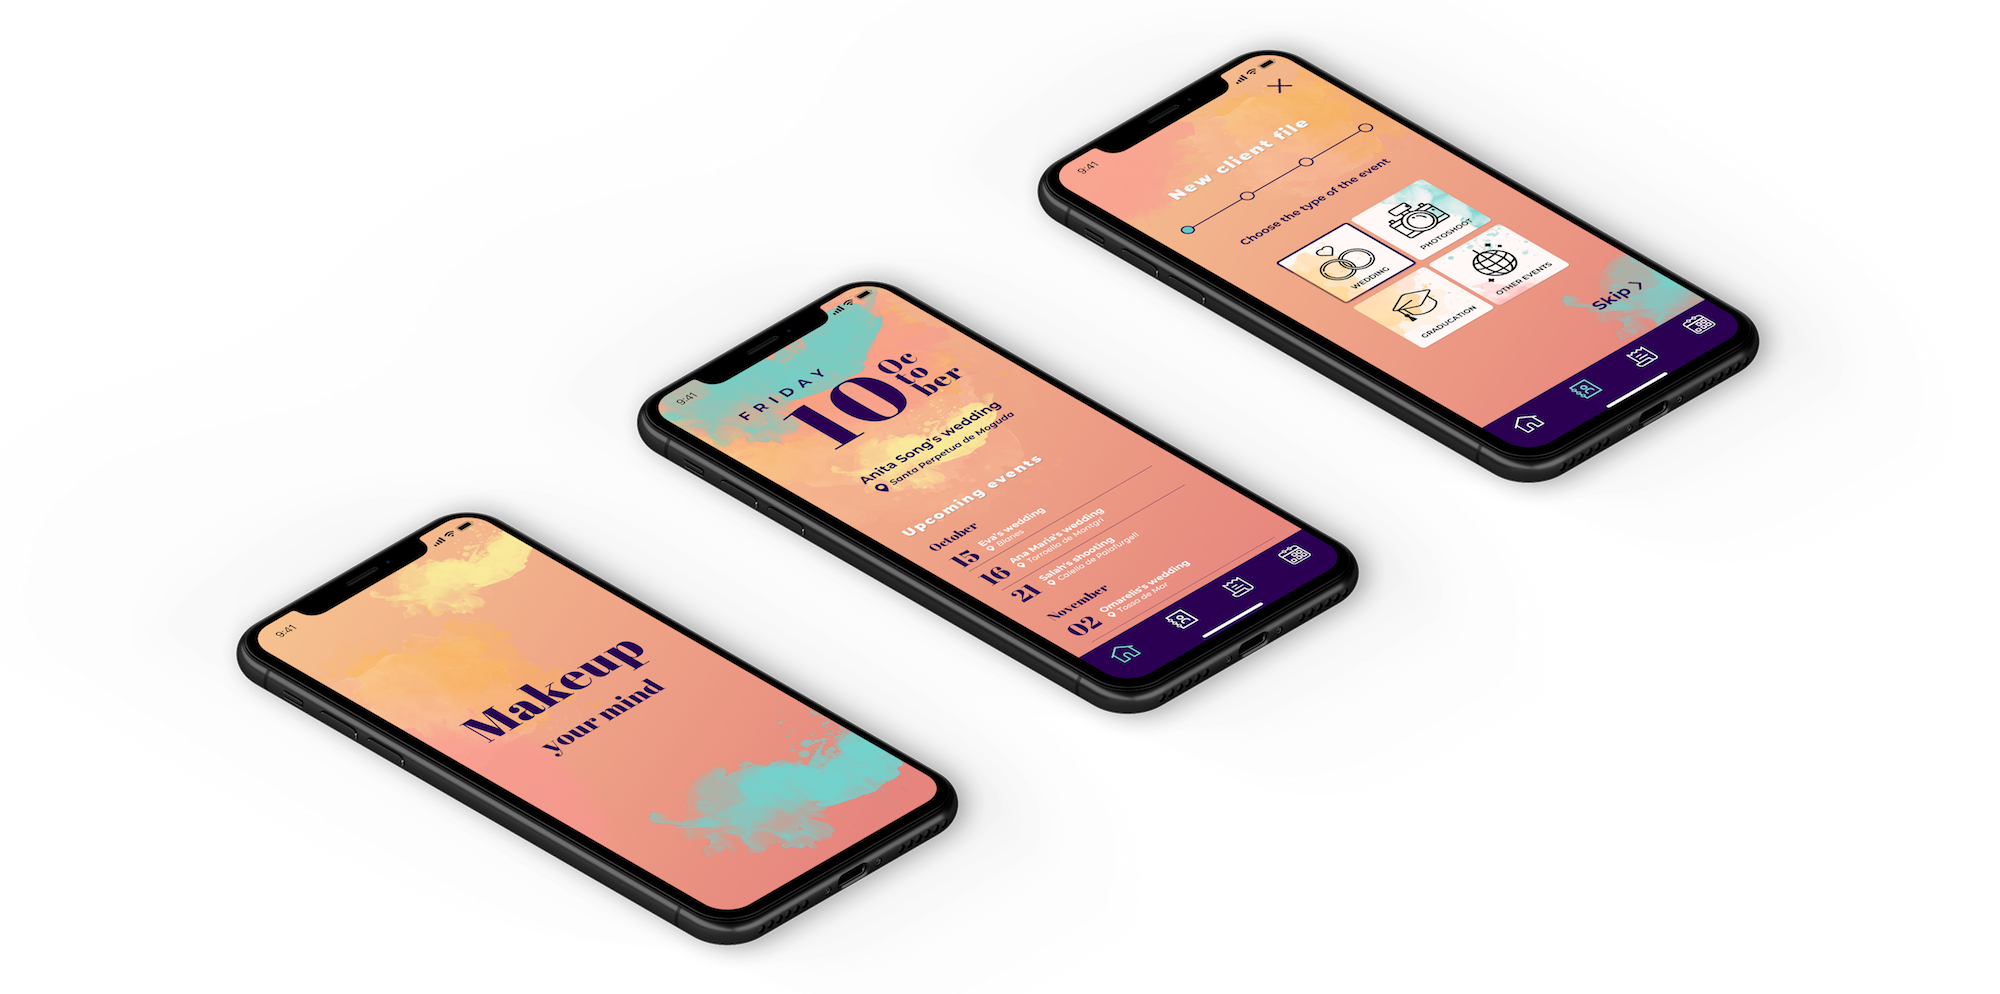 9:41
Makeup
your mind
9:41
FRIDAY
10
Oc
to
ber
Anita Song's wedding
Santa Perpetua de Moguda
Upcoming events
October
15
Eva's wedding
Blanes
16
Ana Maria's wedding
Torroella de Montgrí
21
Salah's shooting
Calella de Palafurgell
November
02
Omarelis's wedding
Tossa de Mar
9:41
New client file
Choose the type of the event
WEDDING
PHOTOSHOOT
GRADUCATION
OTHER EVENTS
Skip